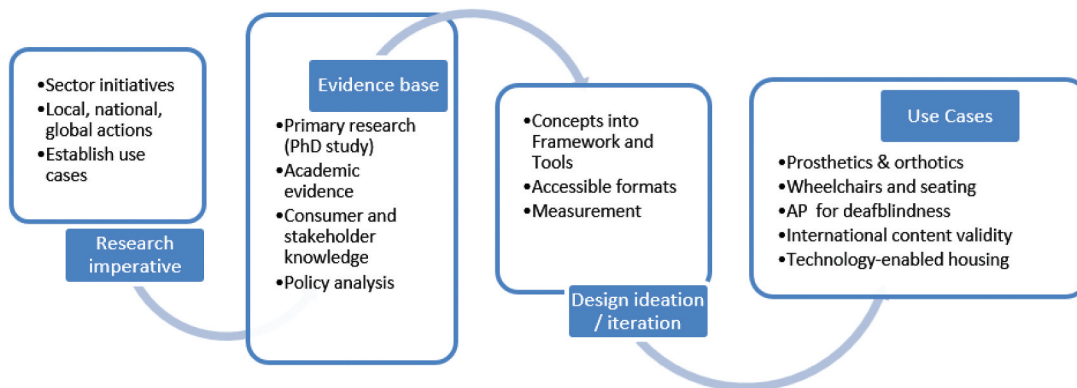 •Sector initiatives
•Local, national,
global actions
•Establish use
cases
Research
imperative
Evidence base
•Primary research
(PhD study)
•Academic
evidence
•Consumer and
stakeholder
knowledge
•Policy analysis
•Concepts into
Framework and
Tools
•Accessible formats
•Measurement
Design ideation
/ iteration
Use Cases
•Prosthetics & orthotics
•Wheelchairs and seating
•AP for deafblindness
•International content validity
•Technology-enabled housing